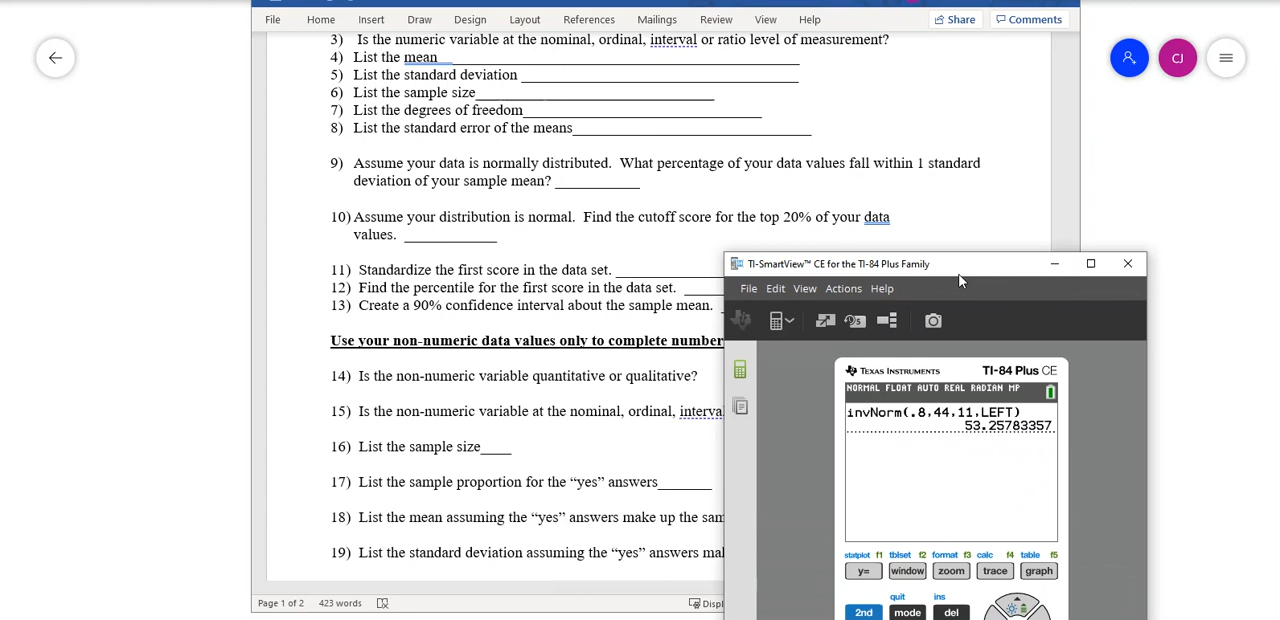 File Home Insert Draw Design Layout References Mailings Review View Help Share Comments
CJ
3) Is the numeric variable at the nominal, ordinal, interval or ratio level of measurement?
4) List the mean
5) List the standard deviation
6) List the sample size
7) List the degrees of freedom
8) List the standard error of the means
9) Assume your data is normally distributed. What percentage of your data values fall within 1 standard
deviation of your sample mean?
10) Assume your distribution is normal. Find the cutoff score for the top 20% of your data
values.
11) Standardize the first score in the data set.
12) Find the percentile for the first score in the data set.
13) Create a 90% confidence interval about the sample mean.
Use your non-numeric data values only to complete number
14) Is the non-numeric variable quantitative or qualitative?
15) Is the non-numeric variable at the nominal, ordinal, interva
16) List the sample size
17) List the sample proportion for the “yes” answers
18) List the mean assuming the “yes” answers make up the sam
19) List the standard deviation assuming the “yes” answers mal
Page 1 of 2 423 words Displ
TI-SmartView™ CE for the TI-84 Plus Family
File Edit View Actions Help
TEXAS INSTRUMENTS TI-84 Plus CE
NORMAL FLOAT AUTO REAL RADIAN MP
invNorm(.8,44,11,LEFT)
53.25783357
statplot f1 tblset f2 format f3 calc f4 table f5
y= window zoom trace graph
quit ins
2nd mode del